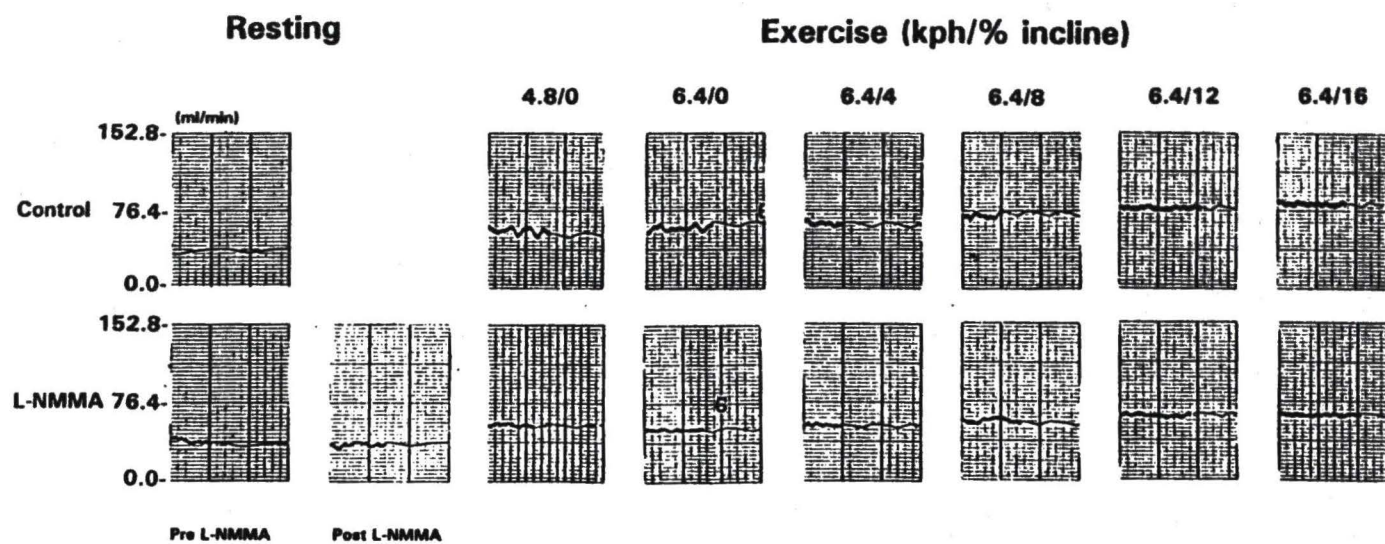 Resting
Exercise (kph/% incline)
4.8/0 6.4/0 6.4/4 6.4/8 6.4/12 6.4/16
(ml/min)
152.8-
Control 76.4-
0.0-
152.8-
L-NMMA 76.4-
6
0.0-
Pre L-NMMA Post L-NMMA